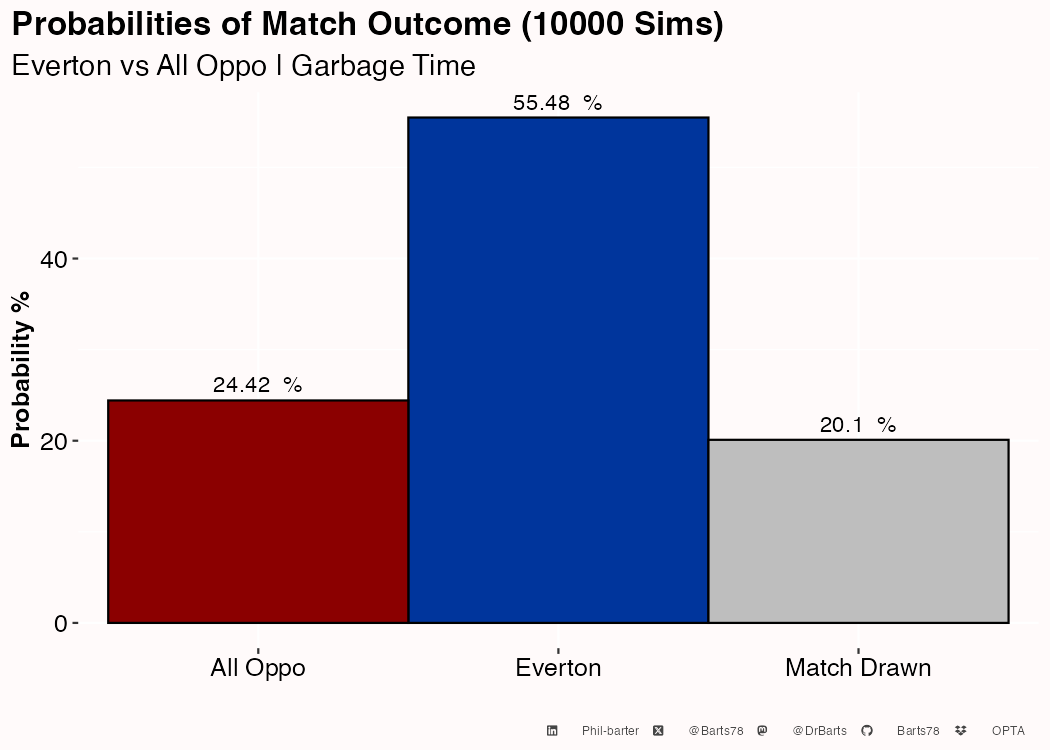 Probabilities of Match Outcome (10000 Sims)
Everton vs All Oppo | Garbage Time
55.48 %
24.42 %
20.1 %
Probability %
40
20
0
All Oppo Everton Match Drawn
Phil-barter @Barts78 @DrBarts Barts78 OPTA